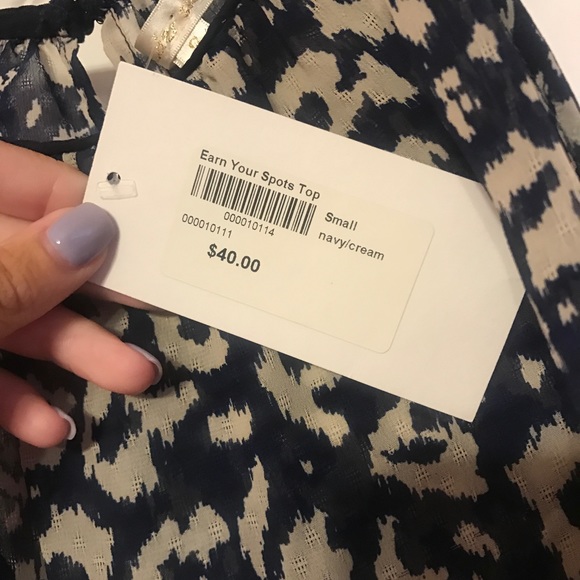 Earn Your Spots Top
Small
000010114
navy/cream
000010111
$40.00